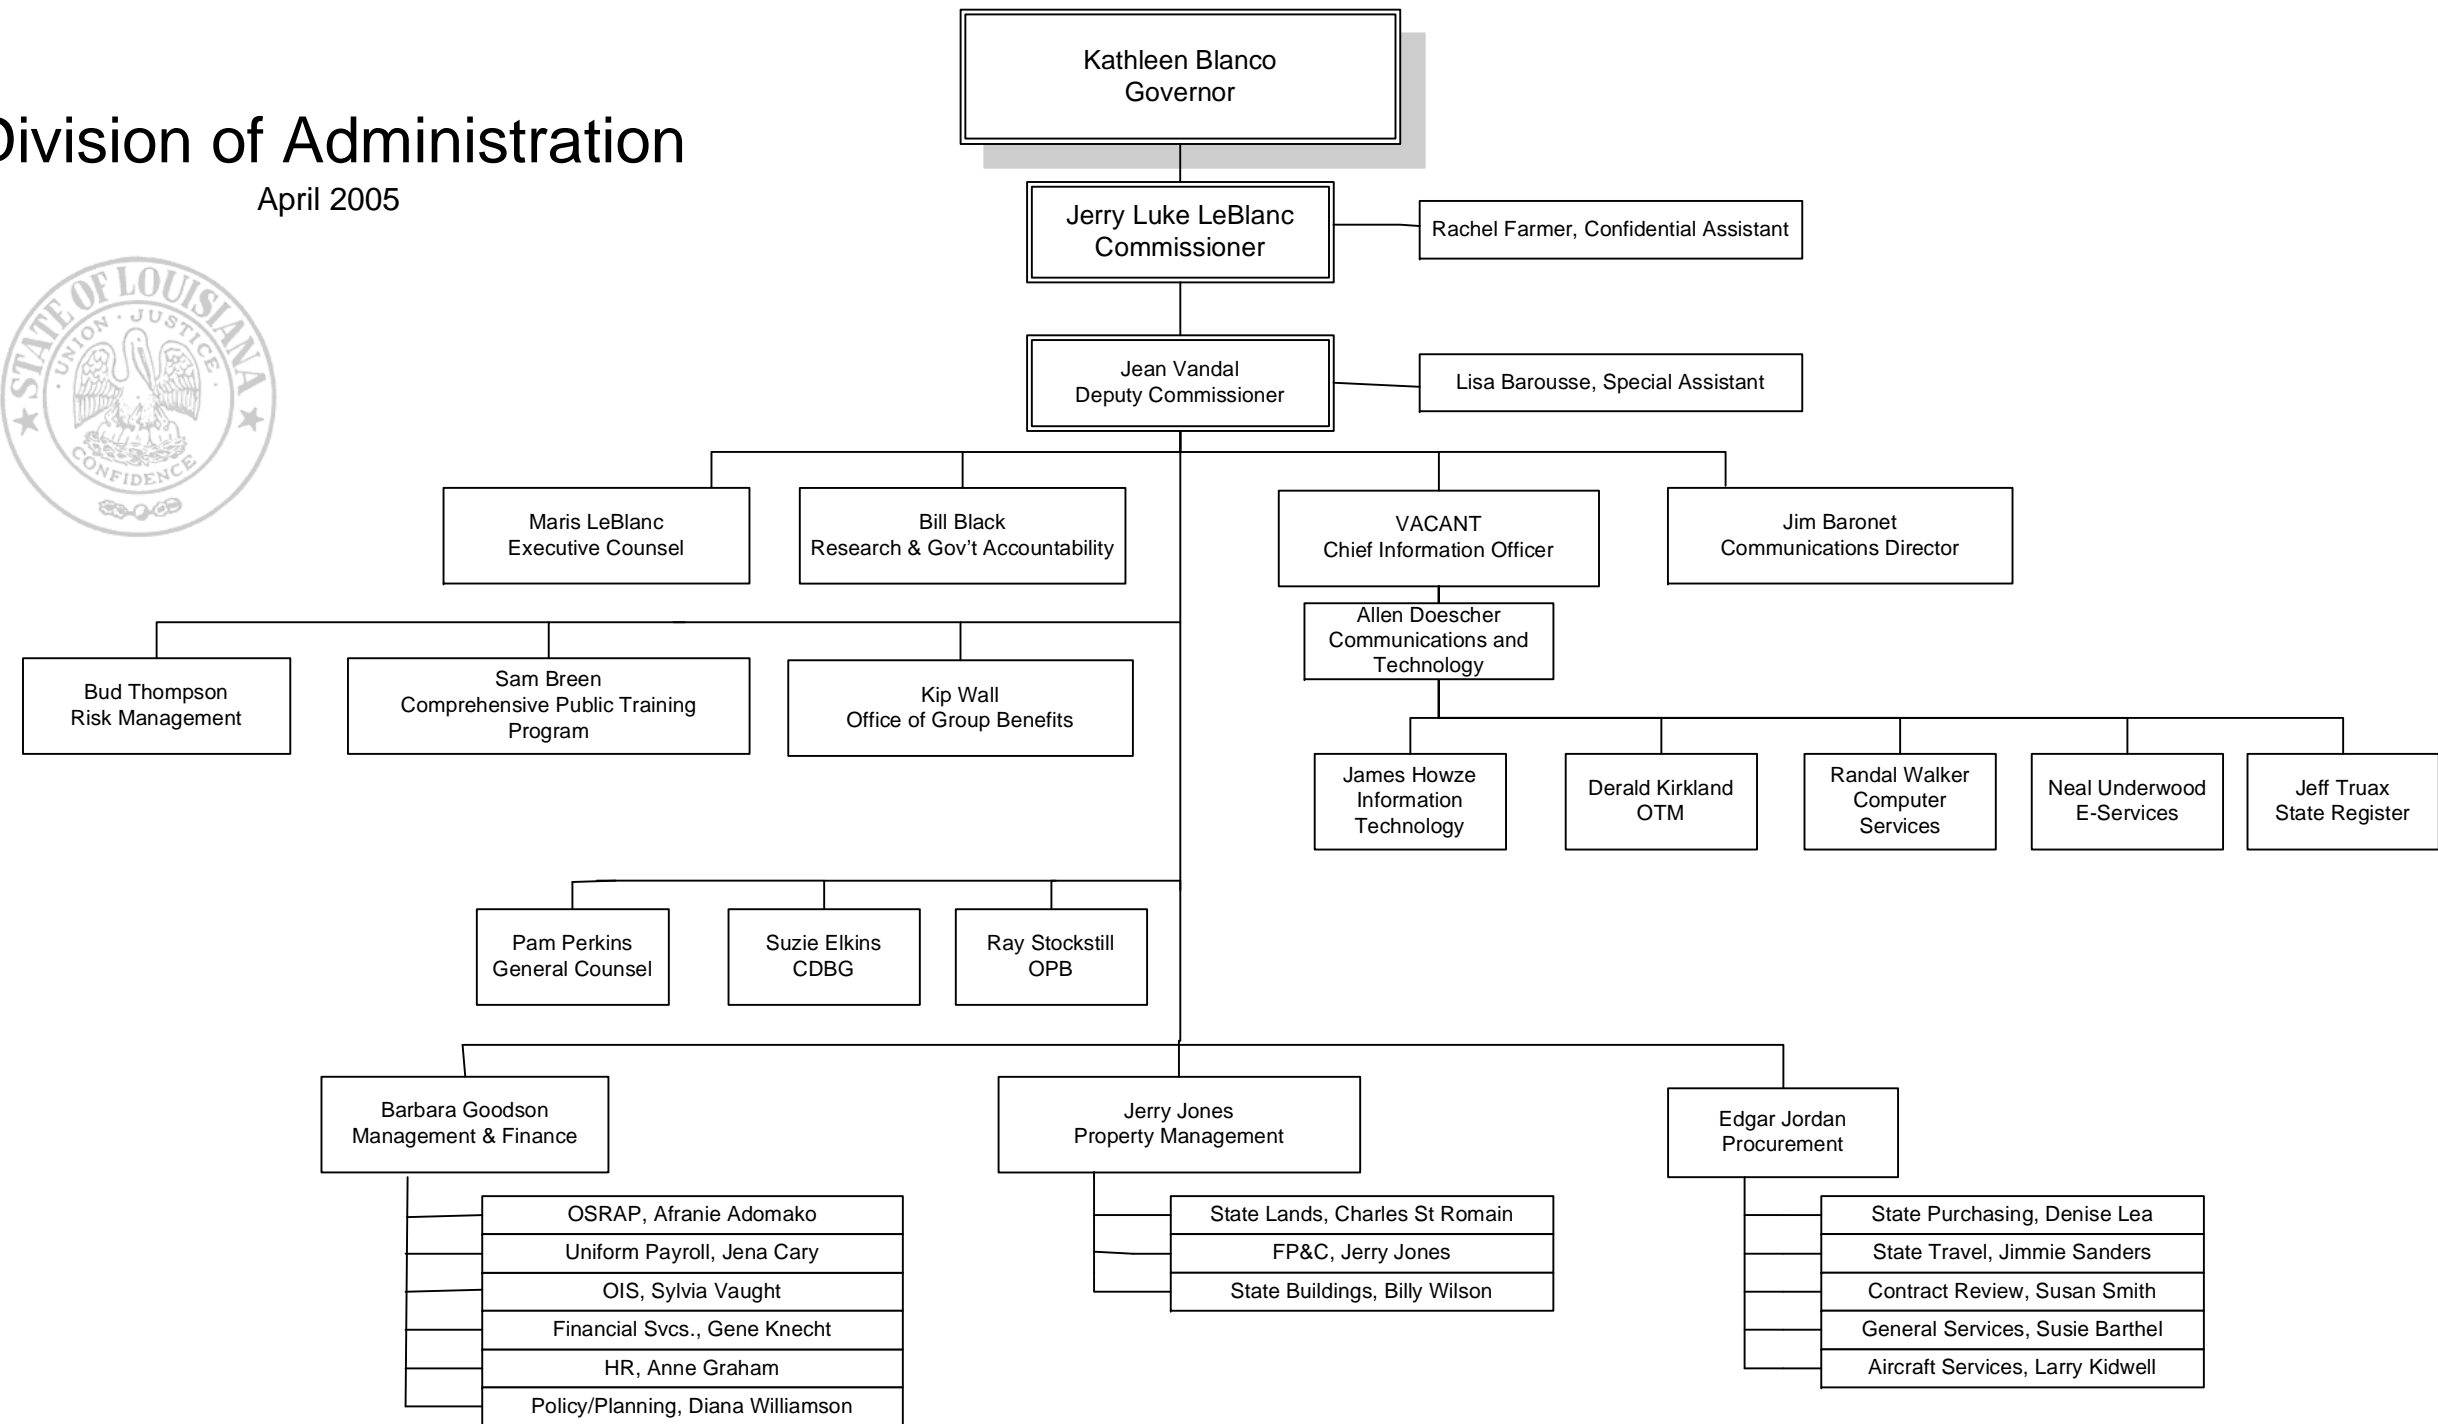 Kathleen Blanco
Governor
Division of Administration
April 2005
Jerry Luke LeBlanc
Commissioner
Rachel Farmer, Confidential Assistant
STATE OF LOUISIANA
UNION · JUSTICE
CONFIDENCE
Jean Vandal
Deputy Commissioner
Lisa Barousse, Special Assistant
Maris LeBlanc
Executive Counsel
Bill Black
Research & Gov't Accountability
VACANT
Chief Information Officer
Jim Baronet
Communications Director
Allen Doescher
Communications and
Technology
Bud Thompson
Risk Management
Sam Breen
Comprehensive Public Training
Program
Kip Wall
Office of Group Benefits
James Howze
Information
Technology
Derald Kirkland
OTM
Randal Walker
Computer
Services
Neal Underwood
E-Services
Jeff Truax
State Register
Pam Perkins
General Counsel
Suzie Elkins
CDBG
Ray Stockstill
OPB
Barbara Goodson
Management & Finance
Jerry Jones
Property Management
Edgar Jordan
Procurement
OSRAP, Afranie Adomako
Uniform Payroll, Jena Cary
OIS, Sylvia Vaught
Financial Svcs., Gene Knecht
HR, Anne Graham
Policy/Planning, Diana Williamson
State Lands, Charles St Romain
FP&C, Jerry Jones
State Buildings, Billy Wilson
State Purchasing, Denise Lea
State Travel, Jimmie Sanders
Contract Review, Susan Smith
General Services, Susie Barthel
Aircraft Services, Larry Kidwell